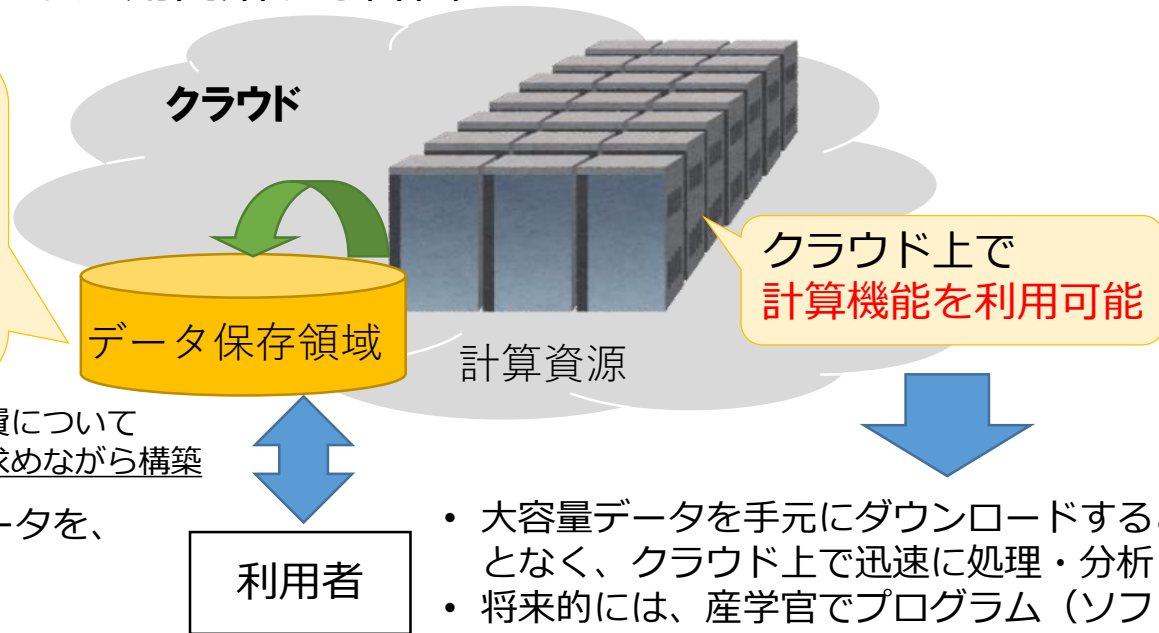 クラウド
クラウド上で
計算機能を利用可能
データ保存領域
計算資源
について
求めながら構築
ータを、
利用者
• 大容量データを手元にダウンロードする
となく、クラウド上で迅速に処理・分析
• 将来的には、産学官でプログラム（ソフ